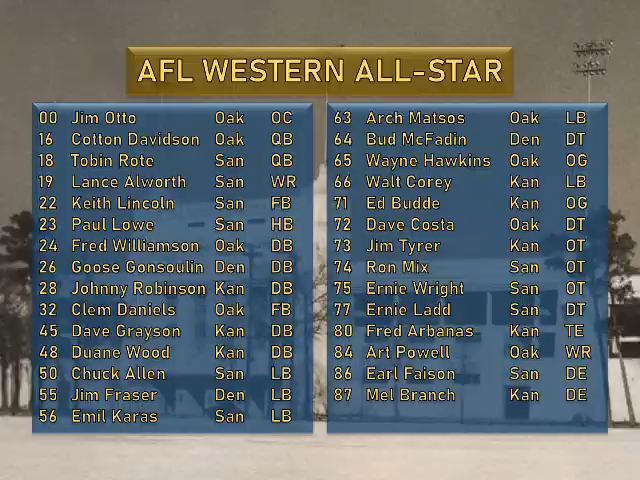 AFL WESTERN ALL-STAR
00 Jim Otto Oak OC
16 Cotton Davidson Oak QB
18 Tobin Rote San QB
19 Lance Alworth San WR
22 Keith Lincoln San FB
23 Paul Lowe San HB
24 Fred Williamson Oak DB
26 Goose Gonsoulin Den DB
28 Johnny Robinson Kan DB
32 Clem Daniels Oak FB
45 Dave Grayson Kan DB
48 Duane Wood Kan DB
50 Chuck Allen San LB
55 Jim Fraser Den LB
56 Emil Karas San LB
63 Arch Matsos Oak LB
64 Bud McFadin Den DT
65 Wayne Hawkins Oak OG
66 Walt Corey Kan LB
71 Ed Budde Kan OG
72 Dave Costa Oak DT
73 Jim Tyrer Kan OT
74 Ron Mix San OT
75 Ernie Wright San OT
77 Ernie Ladd San DT
80 Fred Arbanas Kan TE
84 Art Powell Oak WR
86 Earl Faison San DE
87 Mel Branch Kan DE